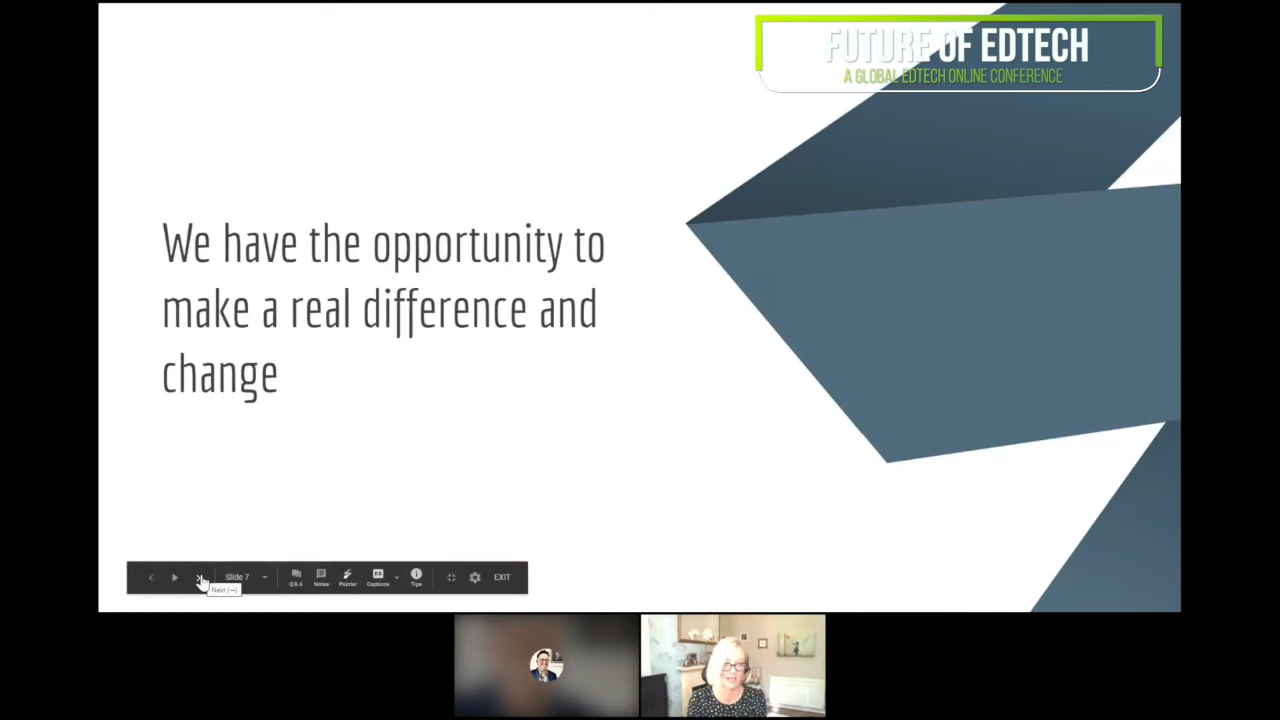 FUTURE OF EDTECH
A GLOBAL EDTECH ONLINE CONFERENCE
We have the opportunity to
make a real difference and
change
Slide 7
Q&A
Notes
Pointer
Captions
Tips
EXIT
Next (→)